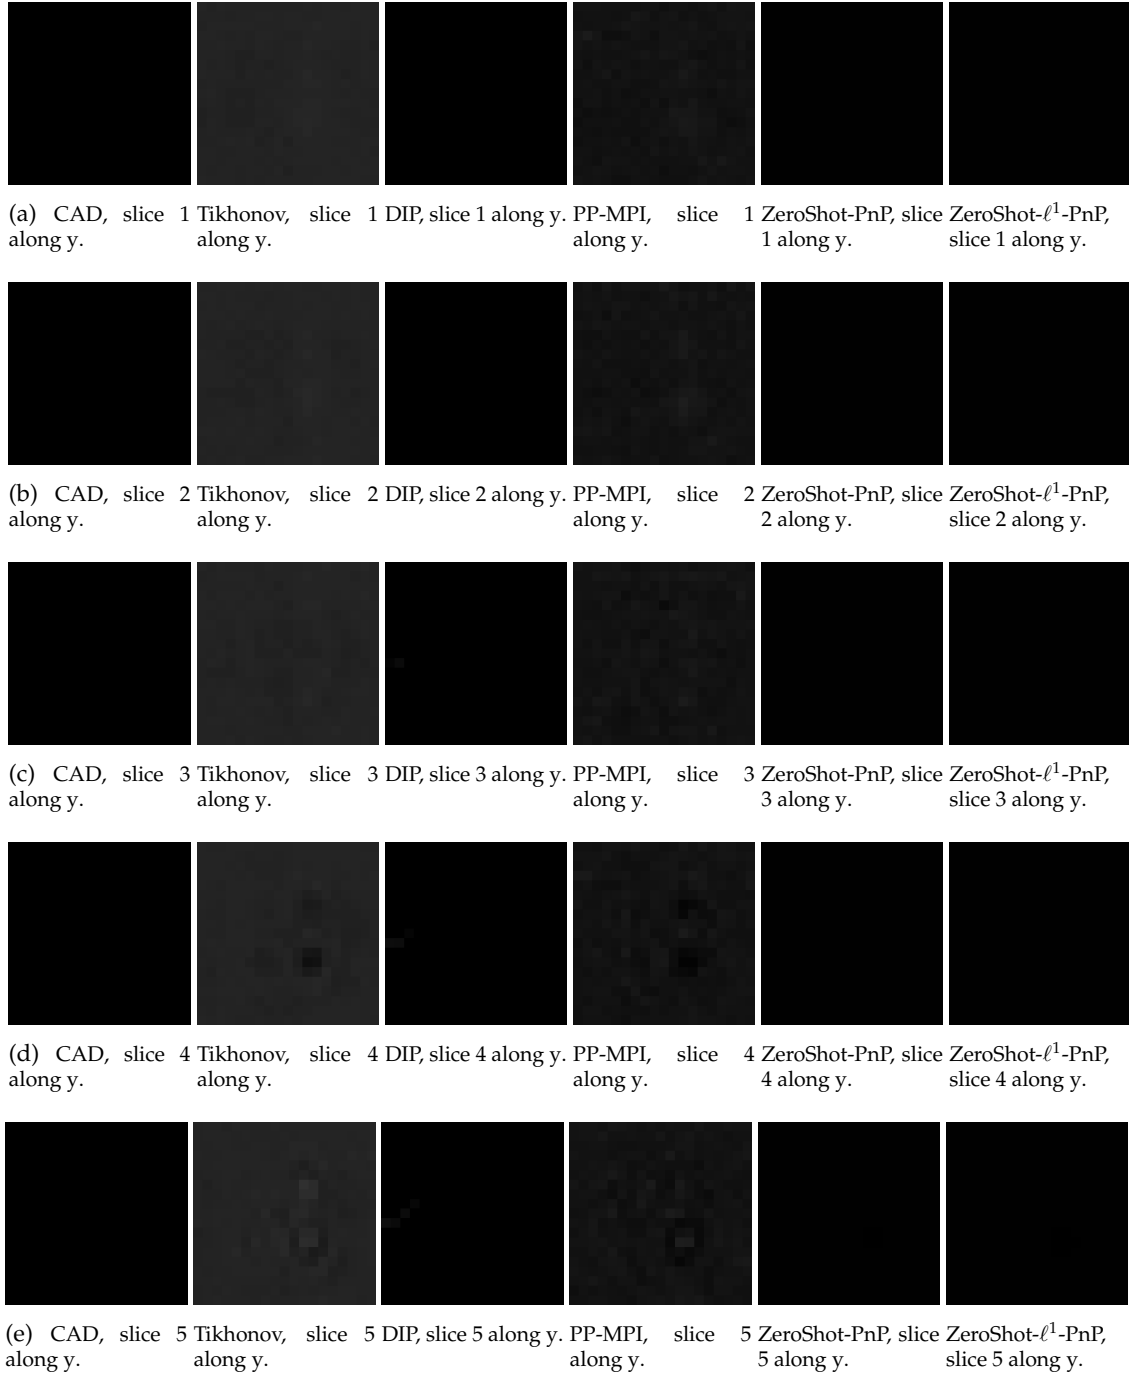 (a) CAD, slice 1 along y.
Tikhonov, slice 1 along y.
DIP, slice 1 along y.
PP-MPI, slice 1 along y.
ZeroShot-PnP, slice 1 along y.
ZeroShot-ℓ¹-PnP, slice 1 along y.
(b) CAD, slice 2 along y.
Tikhonov, slice 2 along y.
DIP, slice 2 along y.
PP-MPI, slice 2 along y.
ZeroShot-PnP, slice 2 along y.
ZeroShot-ℓ¹-PnP, slice 2 along y.
(c) CAD, slice 3 along y.
Tikhonov, slice 3 along y.
DIP, slice 3 along y.
PP-MPI, slice 3 along y.
ZeroShot-PnP, slice 3 along y.
ZeroShot-ℓ¹-PnP, slice 3 along y.
(d) CAD, slice 4 along y.
Tikhonov, slice 4 along y.
DIP, slice 4 along y.
PP-MPI, slice 4 along y.
ZeroShot-PnP, slice 4 along y.
ZeroShot-ℓ¹-PnP, slice 4 along y.
(e) CAD, slice 5 along y.
Tikhonov, slice 5 along y.
DIP, slice 5 along y.
PP-MPI, slice 5 along y.
ZeroShot-PnP, slice 5 along y.
ZeroShot-ℓ¹-PnP, slice 5 along y.